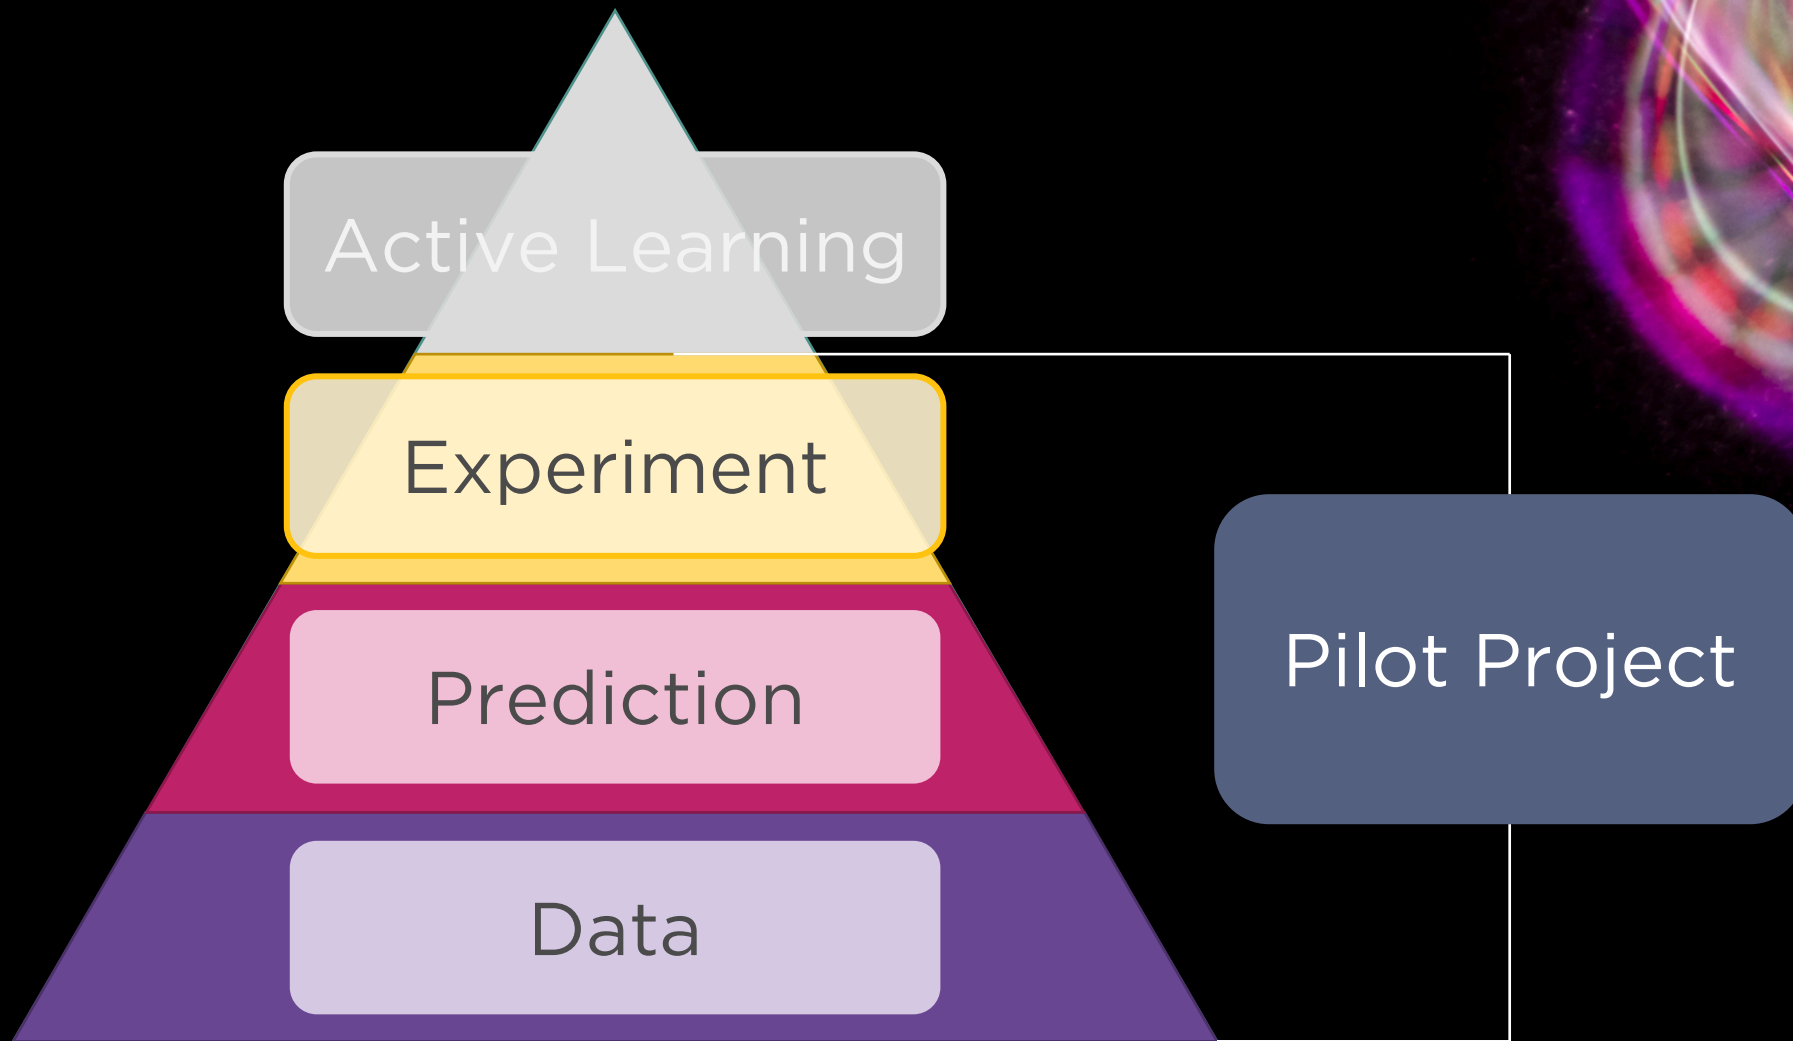 Active Learning
Experiment
Prediction
Data
Pilot Project